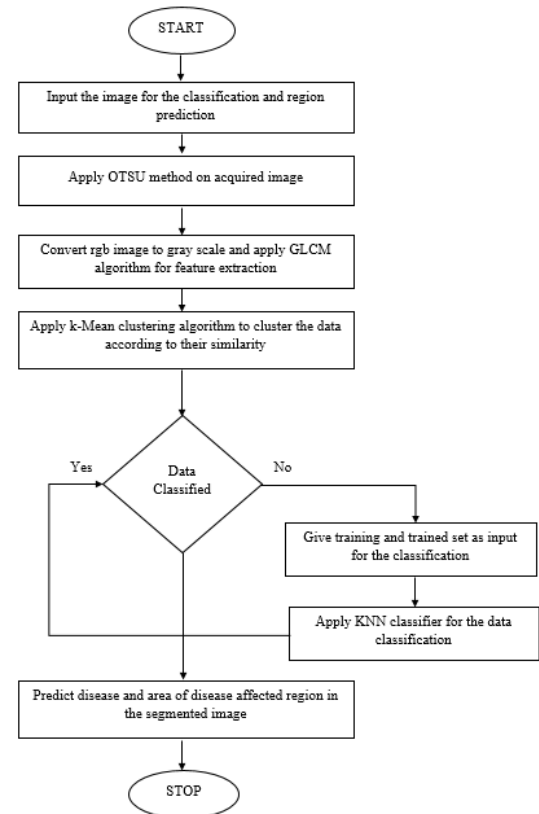 START
Input the image for the classification and region
prediction
Apply OTSU method on acquired image
Convert rgb image to gray scale and apply GLCM
algorithm for feature extraction
Apply k-Mean clustering algorithm to cluster the data
according to their similarity
Yes
Data
Classified
No
Give training and trained set as input
for the classification
Apply KNN classifier for the data
classification
Predict disease and area of disease affected region in
the segmented image
STOP